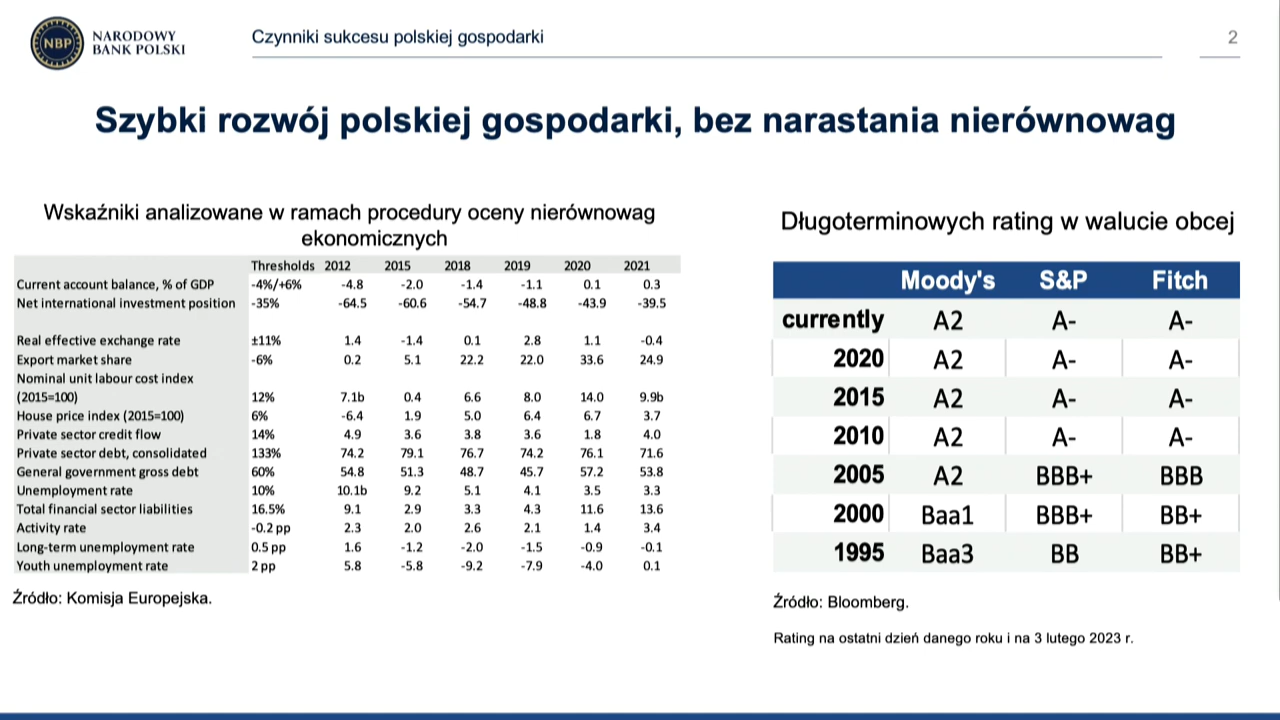 NBP
NARODOWY
BANK POLSKI
Czynniki sukcesu polskiej gospodarki
2
Szybki rozwój polskiej gospodarki, bez narastania nierównowag
Wskaźniki analizowane w ramach procedury oceny nierównowag
ekonomicznych
Thresholds 2012 2015 2018 2019 2020 2021
Current account balance, % of GDP -4%/+6% -4.8 -2.0 -1.4 -1.1 0.1 0.3
Net international investment position -35% -64.5 -60.6 -54.7 -48.8 -43.9 -39.5
Real effective exchange rate ±11% 1.4 -1.4 0.1 2.8 1.1 -0.4
Export market share -6% 0.2 5.1 22.2 22.0 33.6 24.9
Nominal unit labour cost index
(2015=100) 12% 7.1b 0.4 6.6 8.0 14.0 9.9b
House price index (2015=100) 6% -6.4 1.9 5.0 6.4 6.7 3.7
Private sector credit flow 14% 4.9 3.6 3.8 3.6 1.8 4.0
Private sector debt, consolidated 133% 74.2 79.1 76.7 74.2 76.1 71.6
General government gross debt 60% 54.8 51.3 48.7 45.7 57.2 53.8
Unemployment rate 10% 10.1b 9.2 5.1 4.1 3.5 3.3
Total financial sector liabilities 16.5% 9.1 2.9 3.3 4.3 11.6 13.6
Activity rate -0.2 pp 2.3 2.0 2.6 2.1 1.4 3.4
Long-term unemployment rate 0.5 pp 1.6 -1.2 -2.0 -1.5 -0.9 -0.1
Youth unemployment rate 2 pp 5.8 -5.8 -9.2 -7.9 -4.0 0.1
Źródło: Komisja Europejska.
Długoterminowych rating w walucie obcej
Moody's S&P Fitch
currently A2 A- A-
2020 A2 A- A-
2015 A2 A- A-
2010 A2 A- A-
2005 A2 BBB+ BBB
2000 Baa1 BBB+ BB+
1995 Baa3 BB BB+
Źródło: Bloomberg.
Rating na ostatni dzień danego roku i na 3 lutego 2023 r.